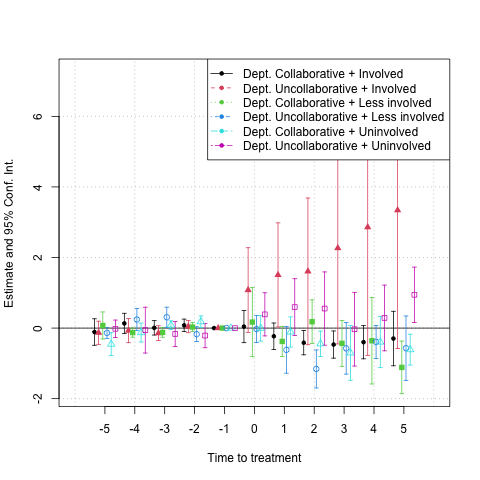 Dept. Collaborative + Involved
Dept. Uncollaborative + Involved
Dept. Collaborative + Less involved
Dept. Uncollaborative + Less involved
Dept. Collaborative + Uninvolved
Dept. Uncollaborative + Uninvolved
Estimate and 95% Conf. Int.
6
4
2
0
-2
-5 -4 -3 -2 -1 0 1 2 3 4 5
Time to treatment